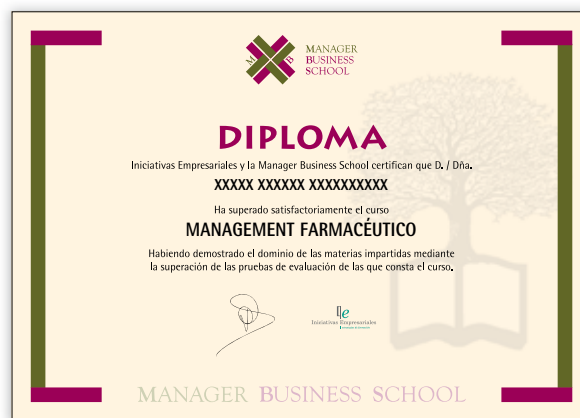 M B B S
MANAGER
BUSINESS
SCHOOL
DIPLOMA
Iniciativas Empresariales y la Manager Business School certifican que D. / Dña.
XXXXX XXXXXX XXXXXXXXXX
Ha superado satisfactoriamente el curso
MANAGEMENT FARMACÉUTICO
Habiendo demostrado el dominio de las materias impartidas mediante
la superación de las pruebas de evaluación de las que consta el curso.
Iniciativas Empresariales
MANAGER BUSINESS SCHOOL